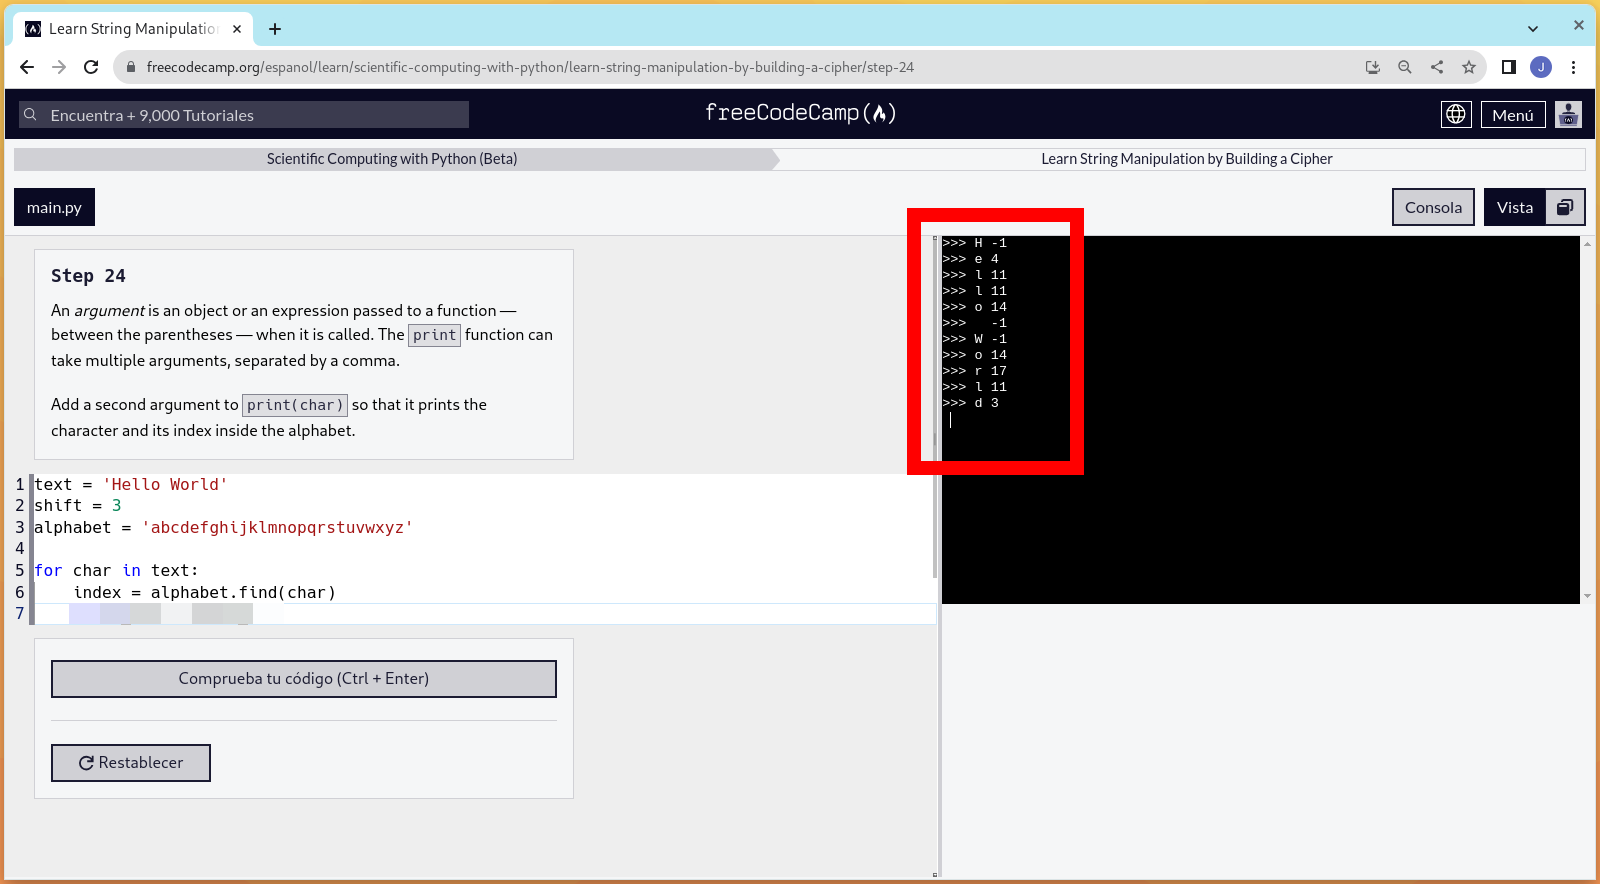 Learn String Manipulatio
freecodecamp.org/espanol/learn/scientific-computing-with-python/learn-string-manipulation-by-building-a-cipher/step-24
J
Encuentra + 9,000 Tutoriales
freeCodeCamp
Menú
Scientific Computing with Python (Beta)
Learn String Manipulation by Building a Cipher
main.py
Consola
Vista
Step 24
An argument is an object or an expression passed to a function —
between the parentheses — when it is called. The print function can
take multiple arguments, separated by a comma.
Add a second argument to print(char) so that it prints the
character and its index inside the alphabet.
1 text = 'Hello World'
2 shift = 3
3 alphabet = 'abcdefghijklmnopqrstuvwxyz'
4
5 for char in text:
6     index = alphabet.find(char)
7
Comprueba tu código (Ctrl + Enter)
Restablecer
>>> H -1
>>> e 4
>>> l 11
>>> l 11
>>> o 14
>>>   -1
>>> W -1
>>> o 14
>>> r 17
>>> l 11
>>> d 3